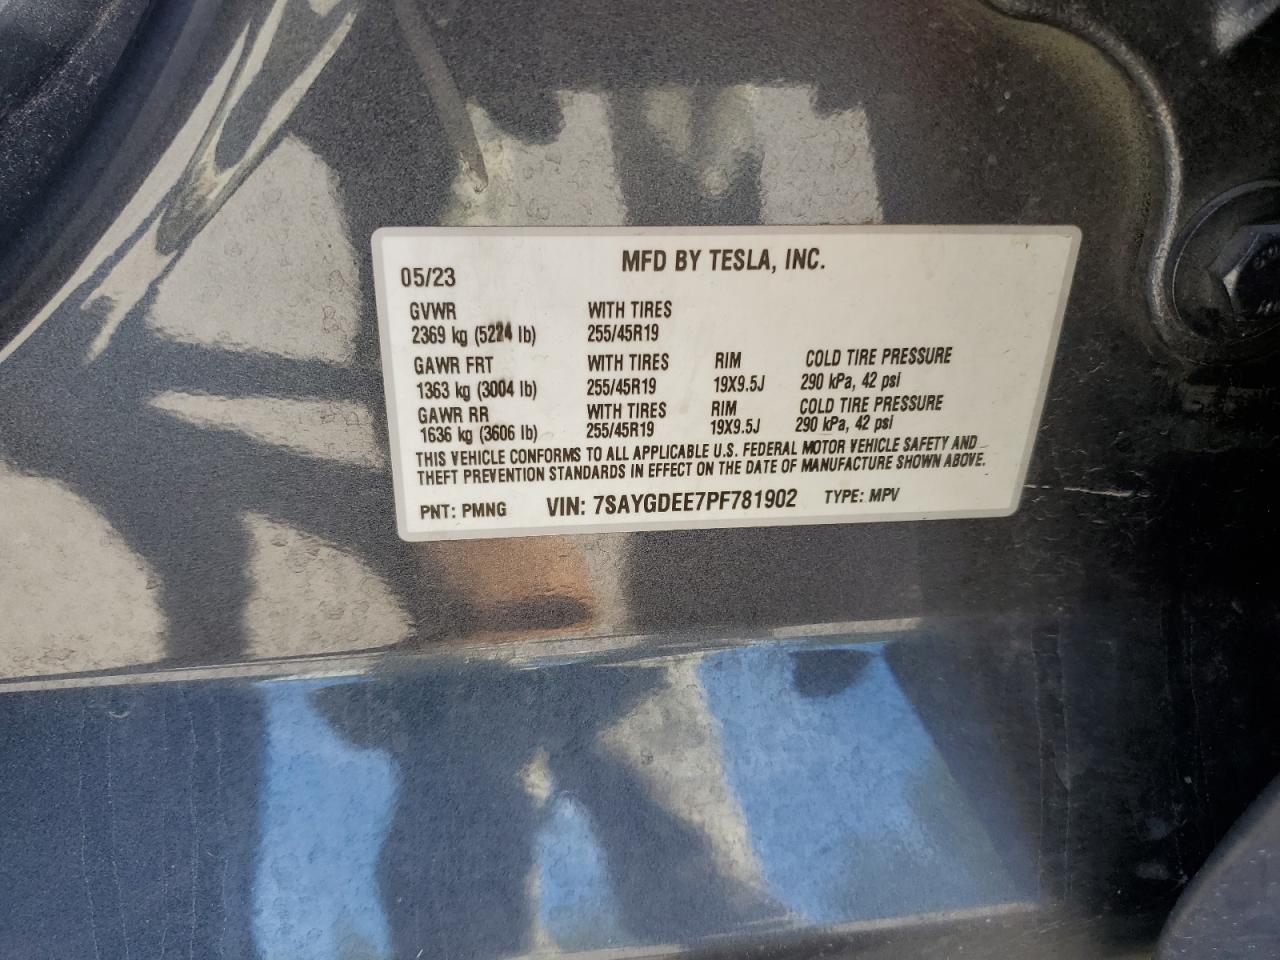 MFD BY TESLA, INC.
05/23
GVWR WITH TIRES
2369 kg (5224 lb) 255/45R19
GAWR FRT WITH TIRES RIM COLD TIRE PRESSURE
1363 kg (3004 lb) 255/45R19 19X9.5J 290 kPa, 42 psi
GAWR RR WITH TIRES RIM COLD TIRE PRESSURE
1636 kg (3606 lb) 255/45R19 19X9.5J 290 kPa, 42 psi
THIS VEHICLE CONFORMS TO ALL APPLICABLE U.S. FEDERAL MOTOR VEHICLE SAFETY AND
THEFT PREVENTION STANDARDS IN EFFECT ON THE DATE OF MANUFACTURE SHOWN ABOVE.
PNT: PMNG VIN: 7SAYGDEE7PF781902 TYPE: MPV